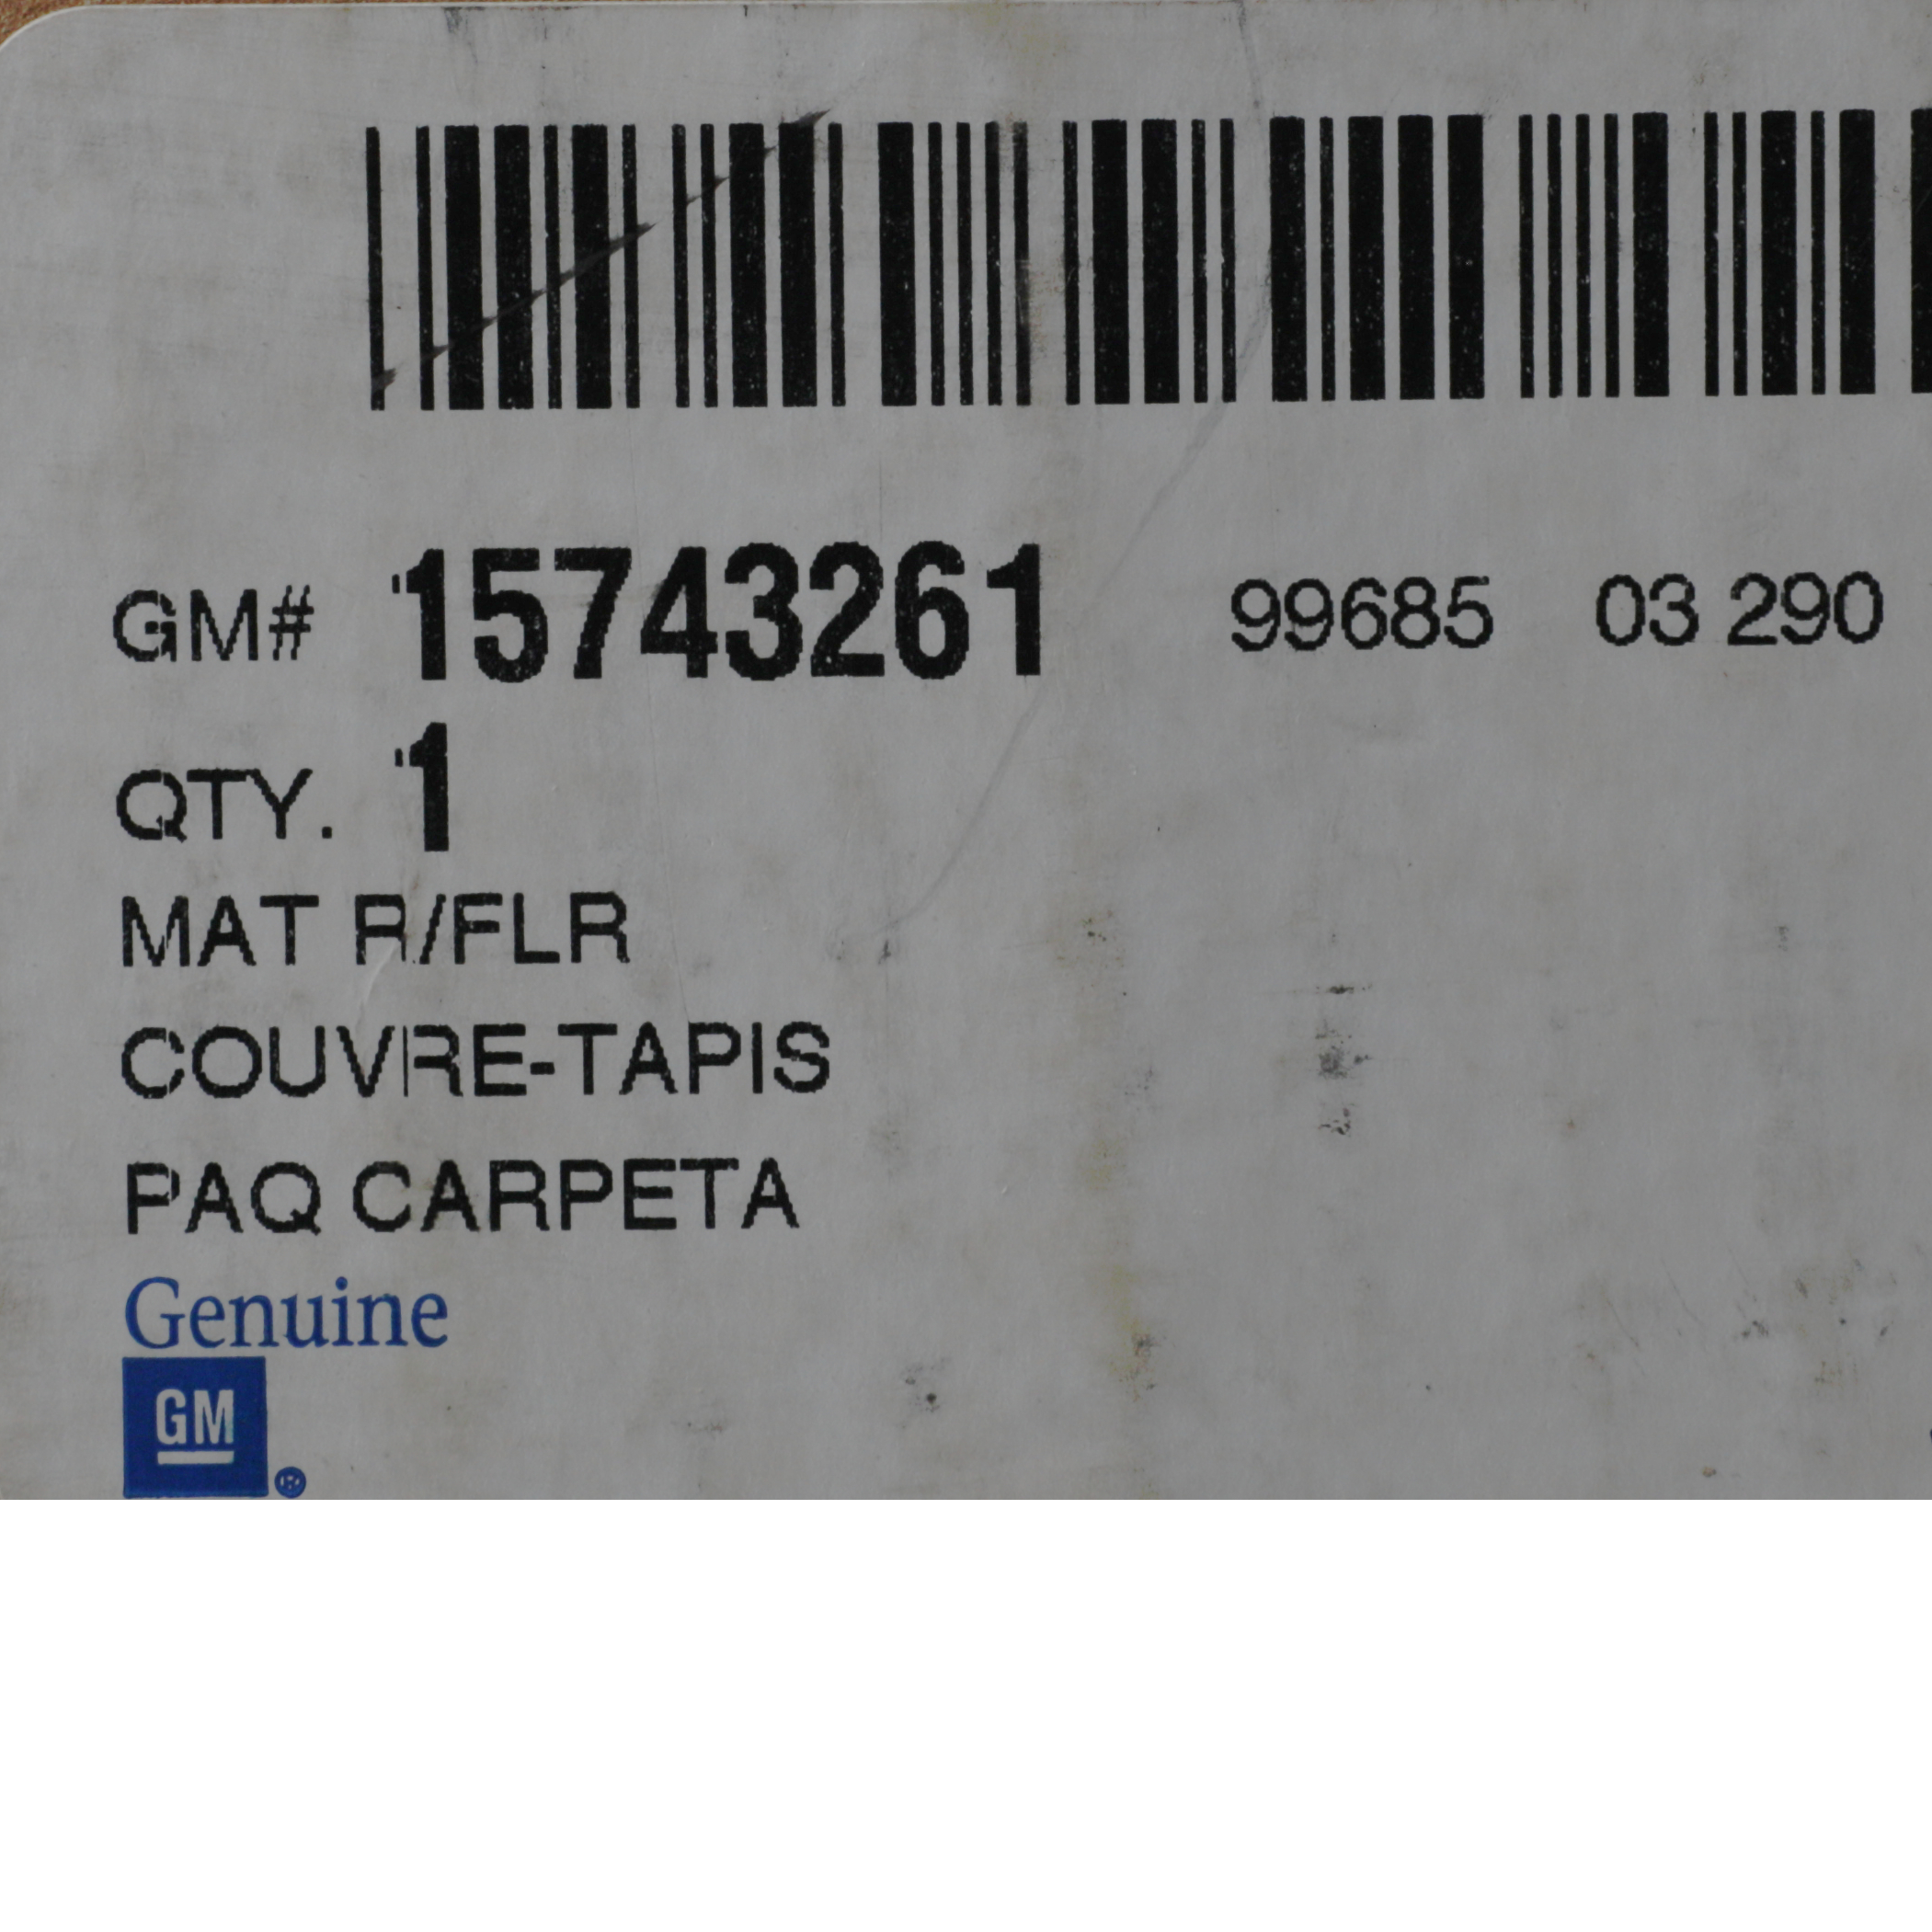 GM# 15743261 99685 03 290
QTY. 1
MAT R/FLR
COUVRE-TAPIS
PAQ CARPETA
Genuine
GM ®